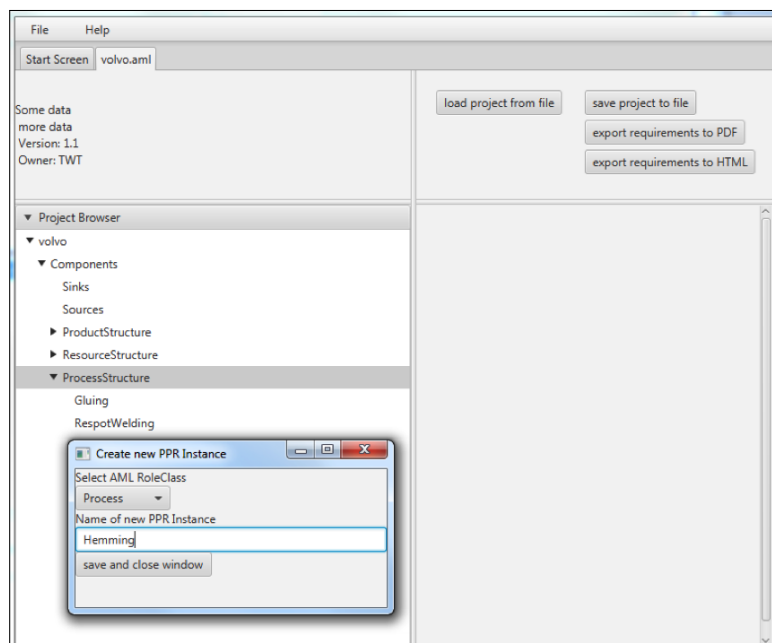 File Help
Start Screen volvo.aml
Some data
more data
Version: 1.1
Owner: TWT
load project from file save project to file
export requirements to PDF
export requirements to HTML
Project Browser
volvo
Components
Sinks
Sources
ProductStructure
ResourceStructure
ProcessStructure
Gluing
RespotWelding
Create new PPR Instance
Select AML RoleClass
Process
Name of new PPR Instance
Hemming
save and close window